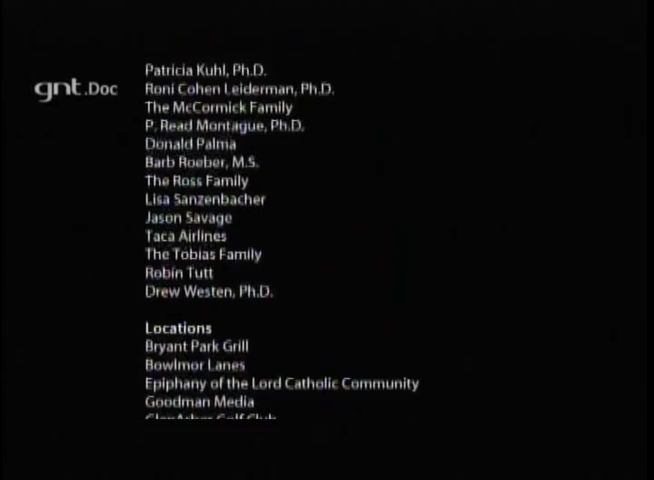 gnt.Doc
Patricia Kuhl, Ph.D.
Roni Cohen Leiderman, Ph.D.
The McCormick Family
P. Read Montague, Ph.D.
Donald Palma
Barb Roeber, M.S.
The Ross Family
Lisa Sanzenbacher
Jason Savage
Taca Airlines
The Tobias Family
Robin Tutt
Drew Westen, Ph.D.
Locations
Bryant Park Grill
Bowlmor Lanes
Epiphany of the Lord Catholic Community
Goodman Media
Golf Club